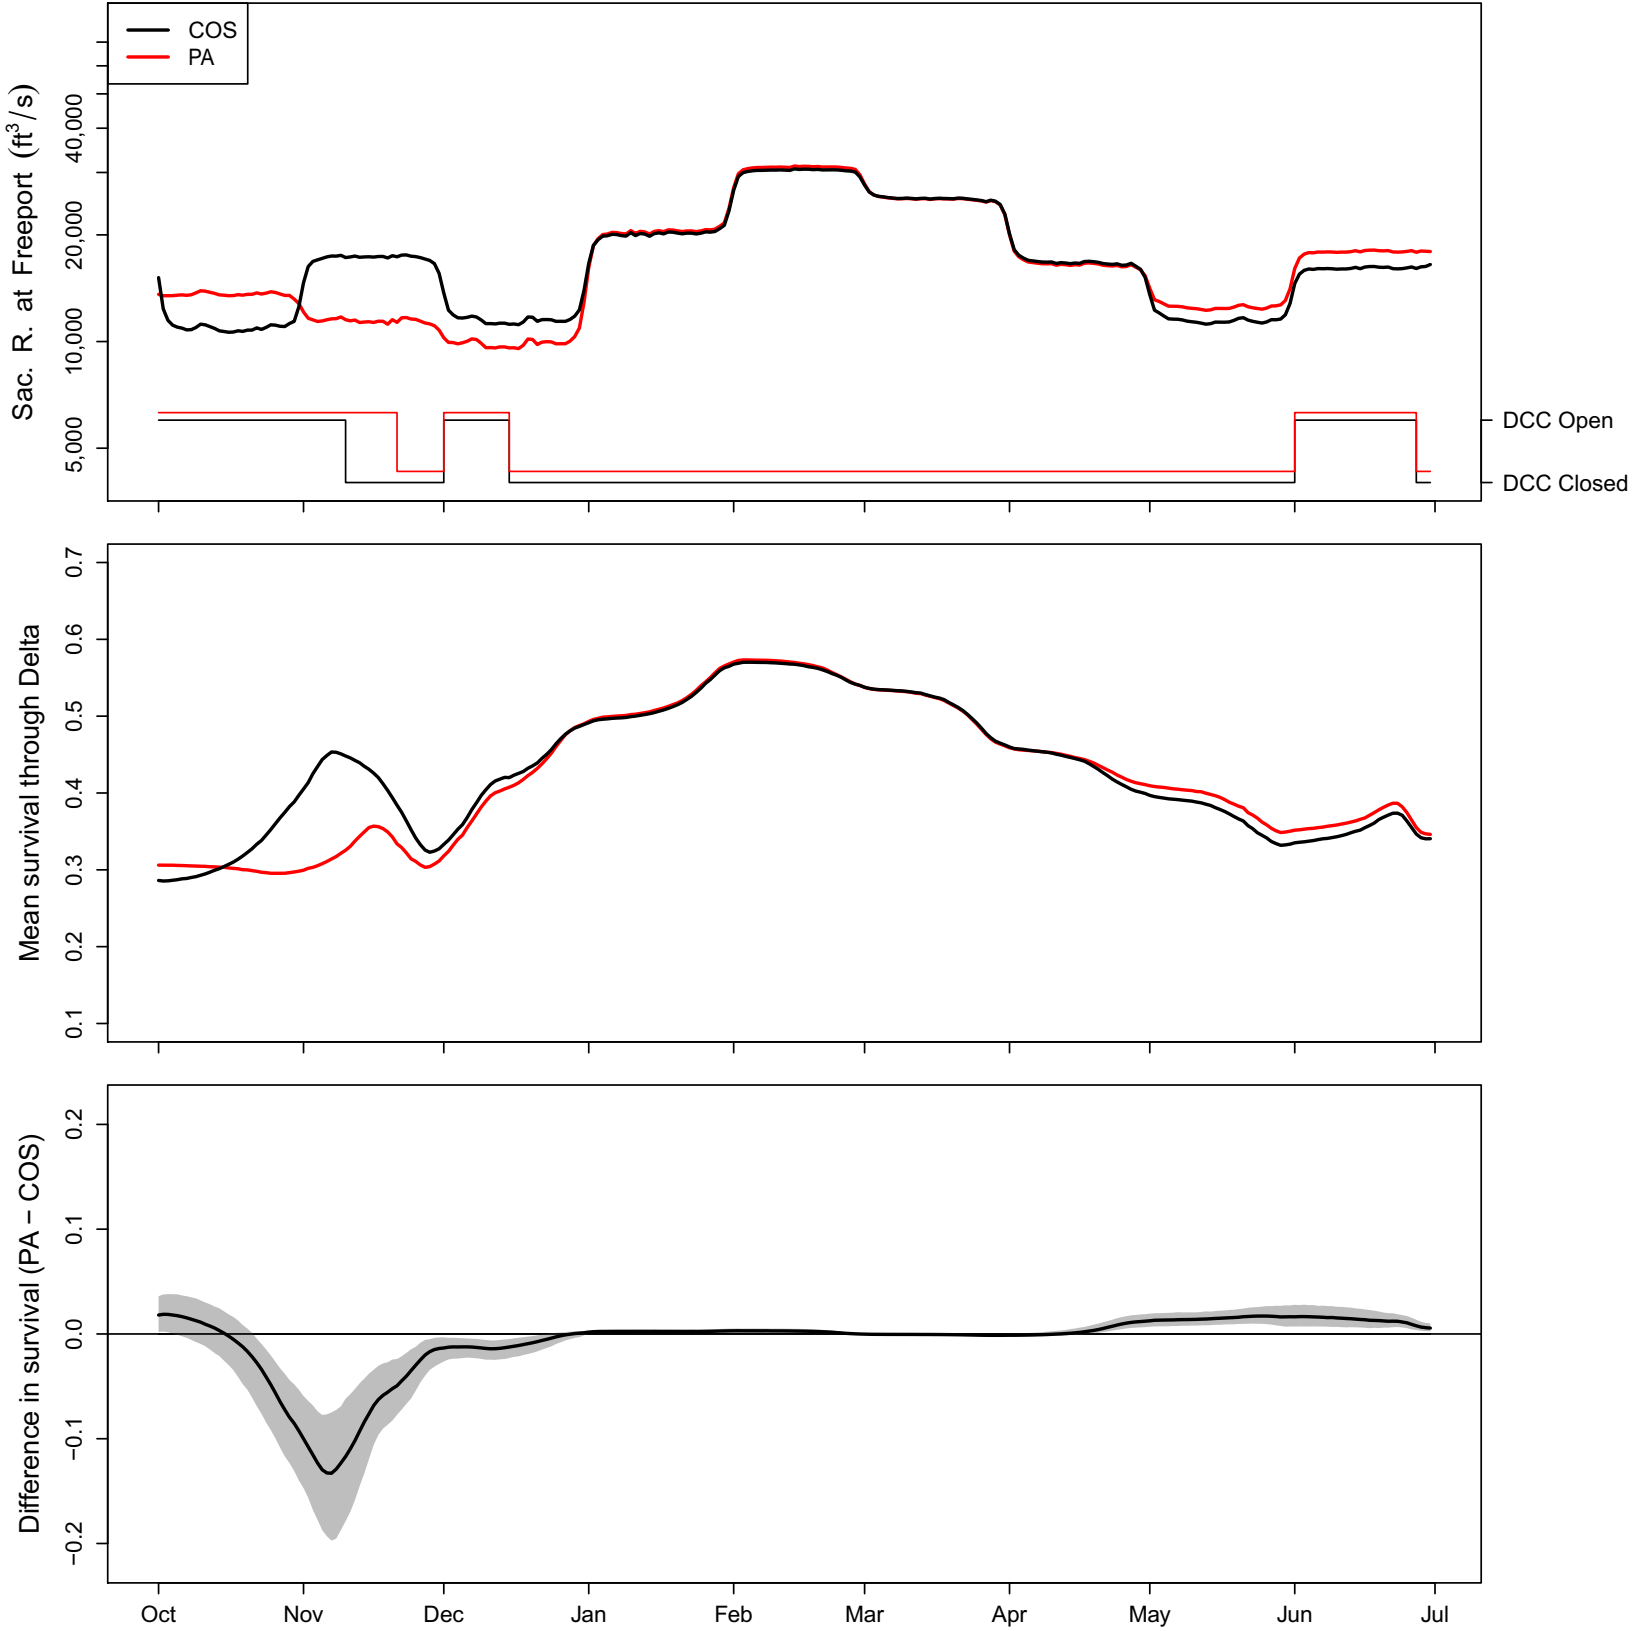 COS
PA
Sac. R. at Freeport (ft³/s)
40,000
20,000
10,000
5,000
DCC Open
DCC Closed
Mean survival through Delta
0.7
0.6
0.5
0.4
0.3
0.2
0.1
Difference in survival (PA − COS)
0.2
0.1
0.0
−0.1
−0.2
Oct Nov Dec Jan Feb Mar Apr May Jun Jul